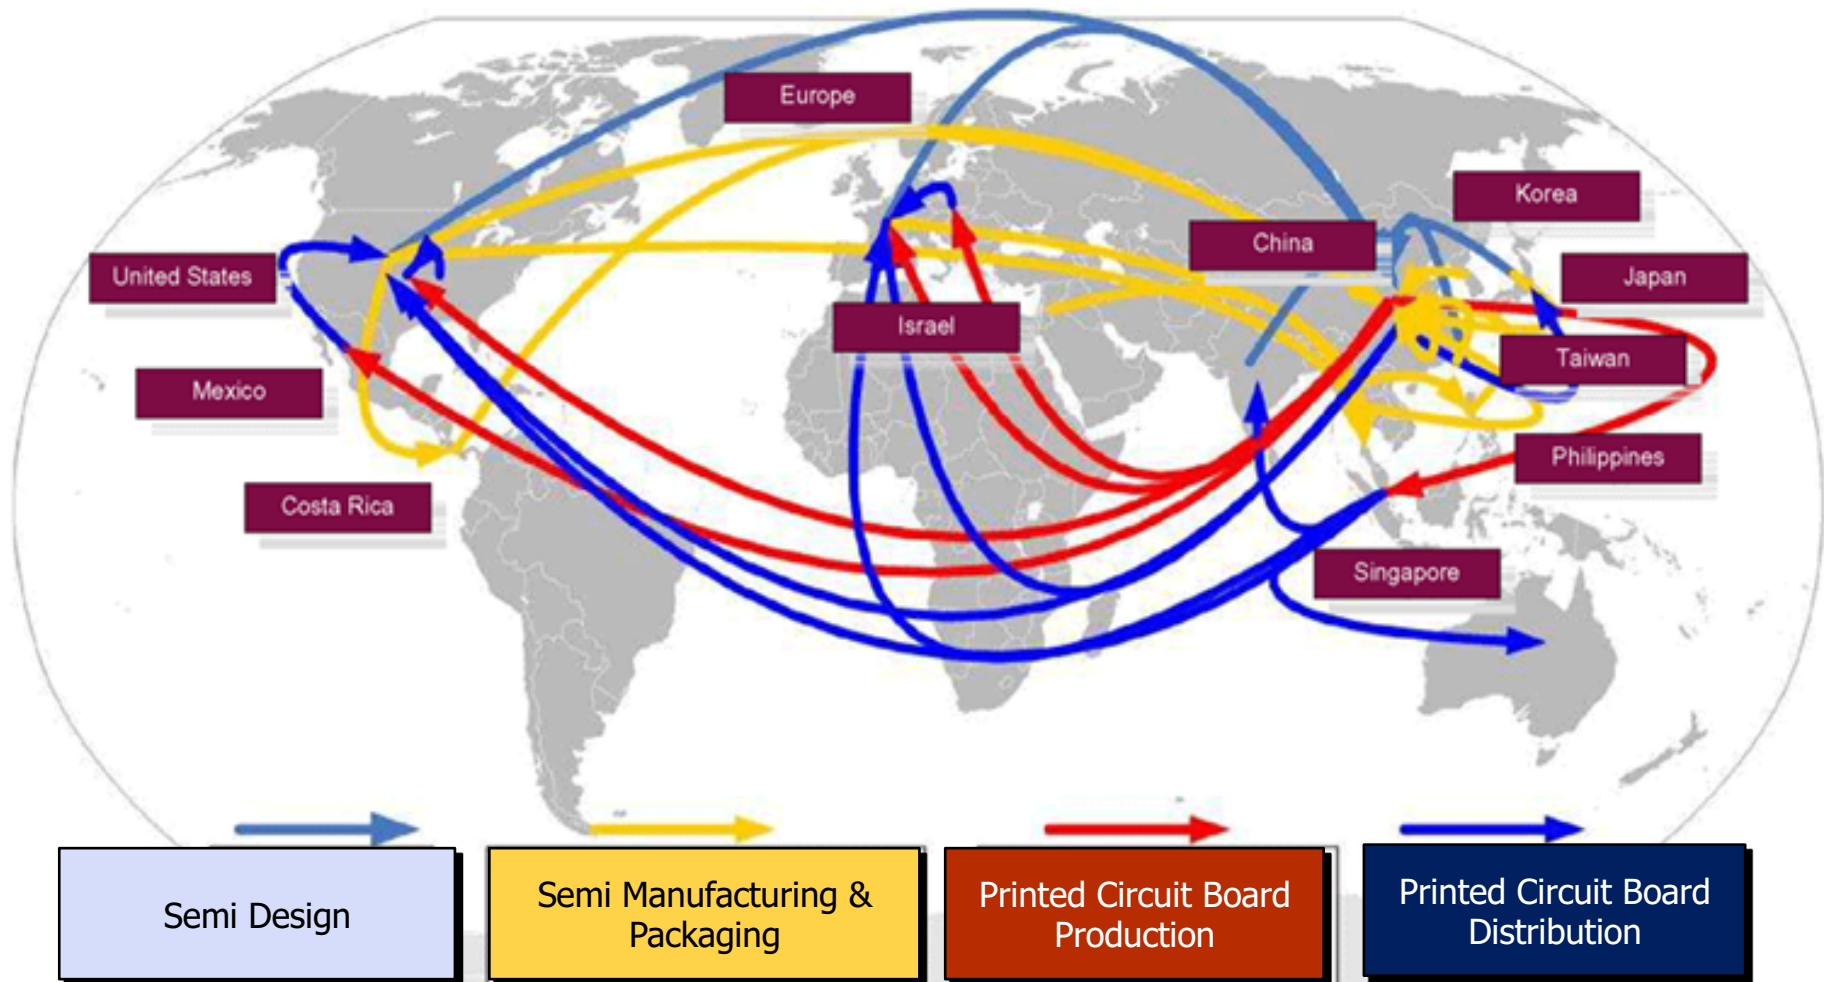 Europe
Korea
China
United States
Japan
Israel
Taiwan
Mexico
Philippines
Costa Rica
Singapore
Semi Design
Semi Manufacturing &
Packaging
Printed Circuit Board
Production
Printed Circuit Board
Distribution